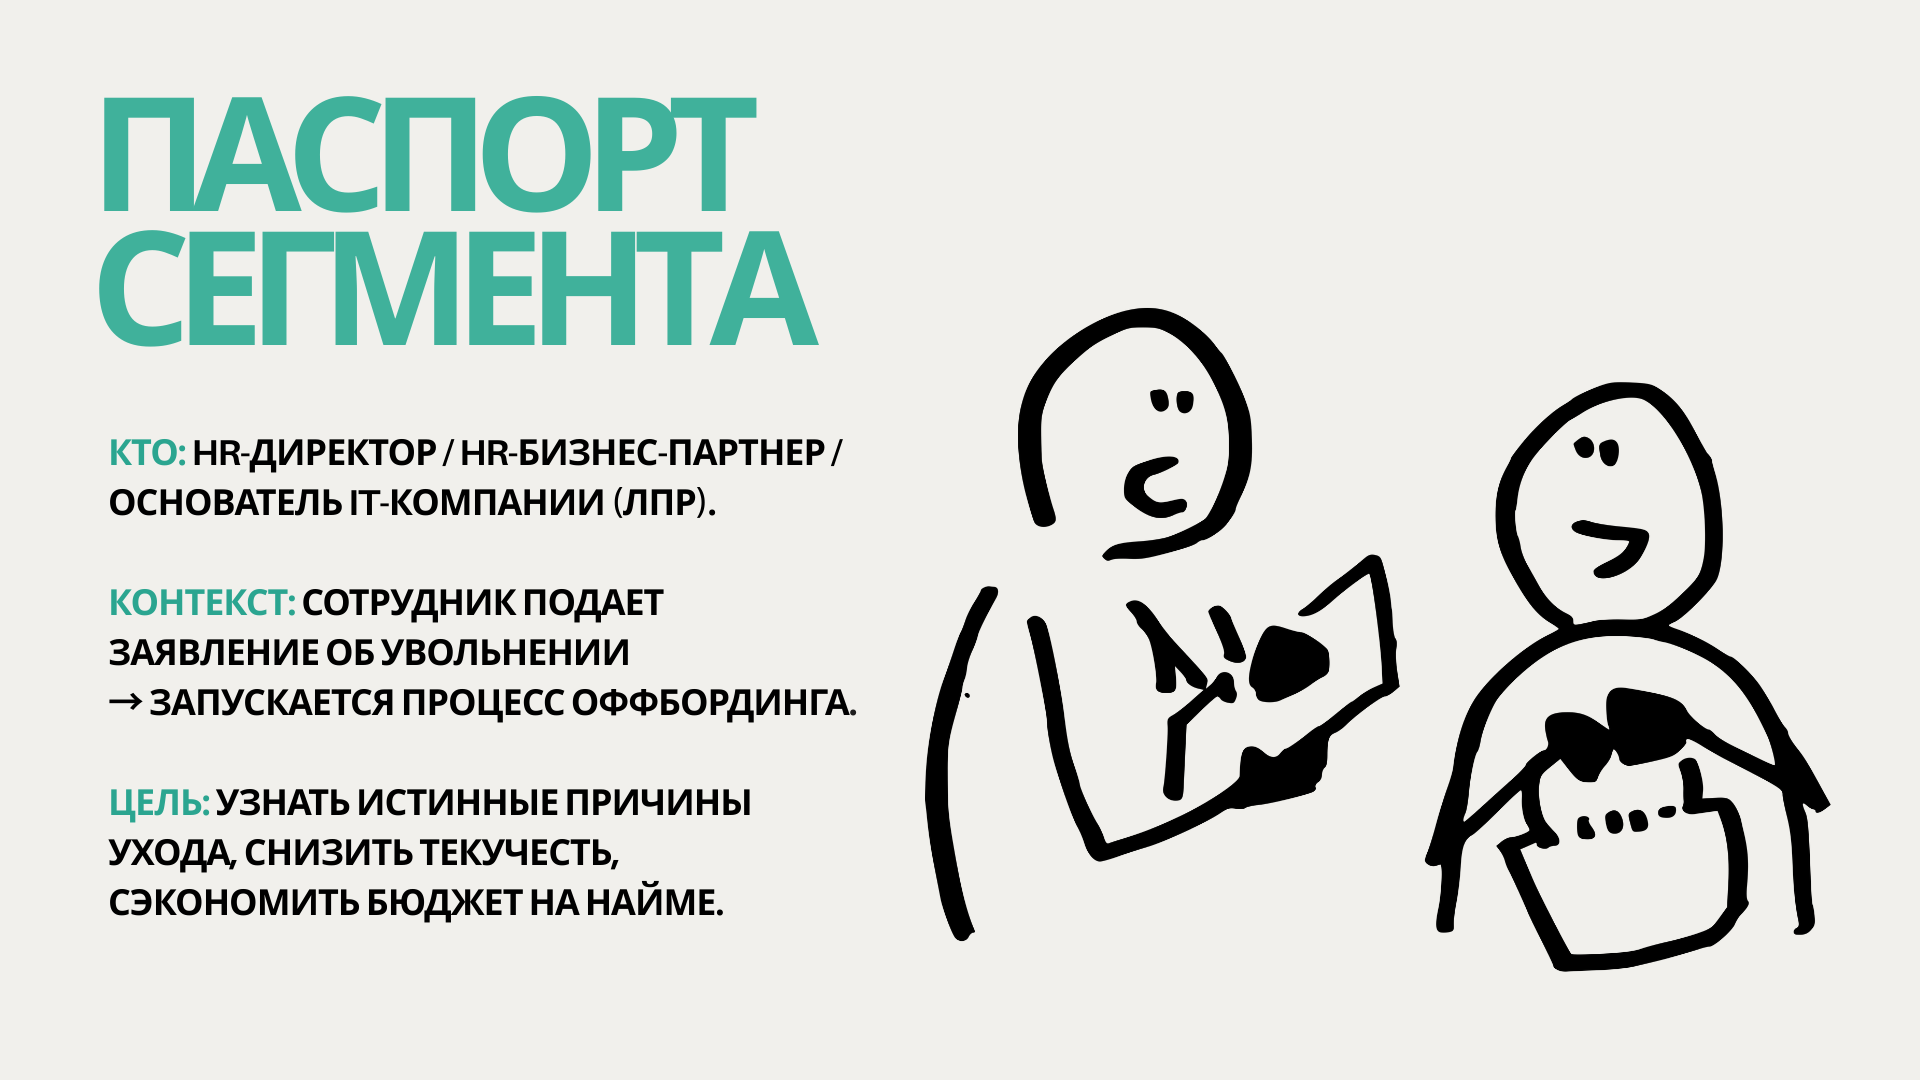 ПАСПОРТ
СЕГМЕНТА
КТО: HR-ДИРЕКТОР / HR-БИЗНЕС-ПАРТНЕР /
ОСНОВАТЕЛЬ IT-КОМПАНИИ (ЛПР).
КОНТЕКСТ: СОТРУДНИК ПОДАЕТ
ЗАЯВЛЕНИЕ ОБ УВОЛЬНЕНИИ
→ ЗАПУСКАЕТСЯ ПРОЦЕСС ОФФБОРДИНГА.
ЦЕЛЬ: УЗНАТЬ ИСТИННЫЕ ПРИЧИНЫ
УХОДА, СНИЗИТЬ ТЕКУЧЕСТЬ,
СЭКОНОМИТЬ БЮДЖЕТ НА НАЙМЕ.